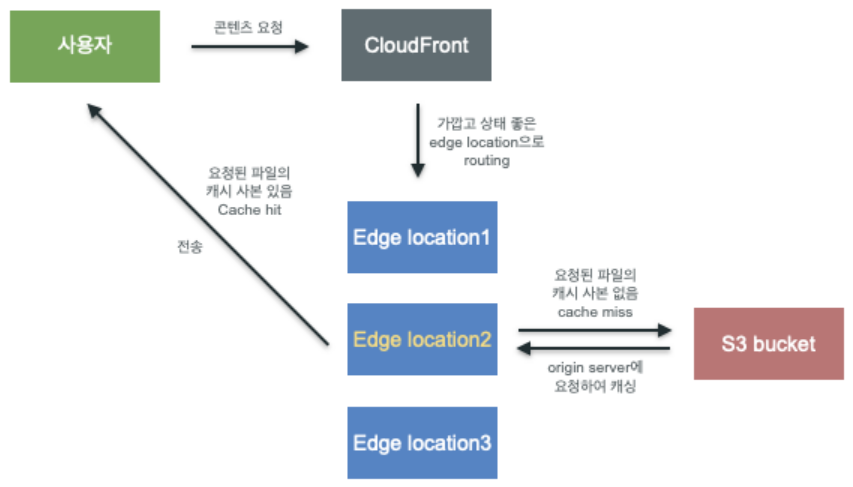 사용자
콘텐츠 요청
CloudFront
가깝고 상태 좋은
edge location으로
routing
요청된 파일의
캐시 사본 있음
Cache hit
전송
Edge location1
Edge location2
Edge location3
요청된 파일의
캐시 사본 없음
cache miss
origin server에
요청하여 캐싱
S3 bucket